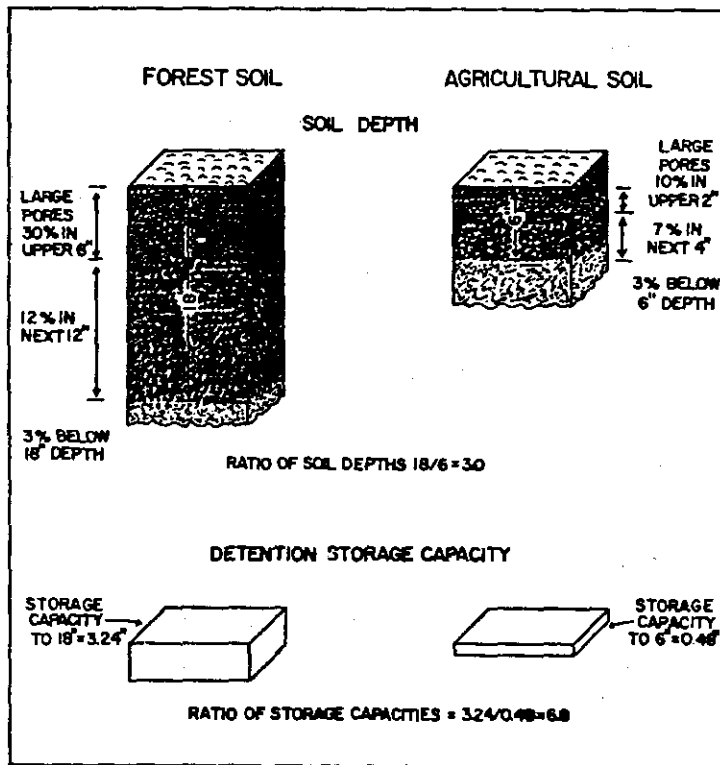 FOREST SOIL
AGRICULTURAL SOIL
SOIL DEPTH
LARGE
PORES
30% IN
UPPER 6"
12% IN
NEXT 12"
3% BELOW
18" DEPTH
18
LARGE
PORES
10% IN
UPPER 2"
7% IN
NEXT 4"
3% BELOW
6" DEPTH
6
RATIO OF SOIL DEPTHS 18/6 = 3.0
DETENTION STORAGE CAPACITY
STORAGE
CAPACITY
TO 18"=3.24"
STORAGE
CAPACITY
TO 6"=0.48"
RATIO OF STORAGE CAPACITIES = 3.24/0.48=6.8